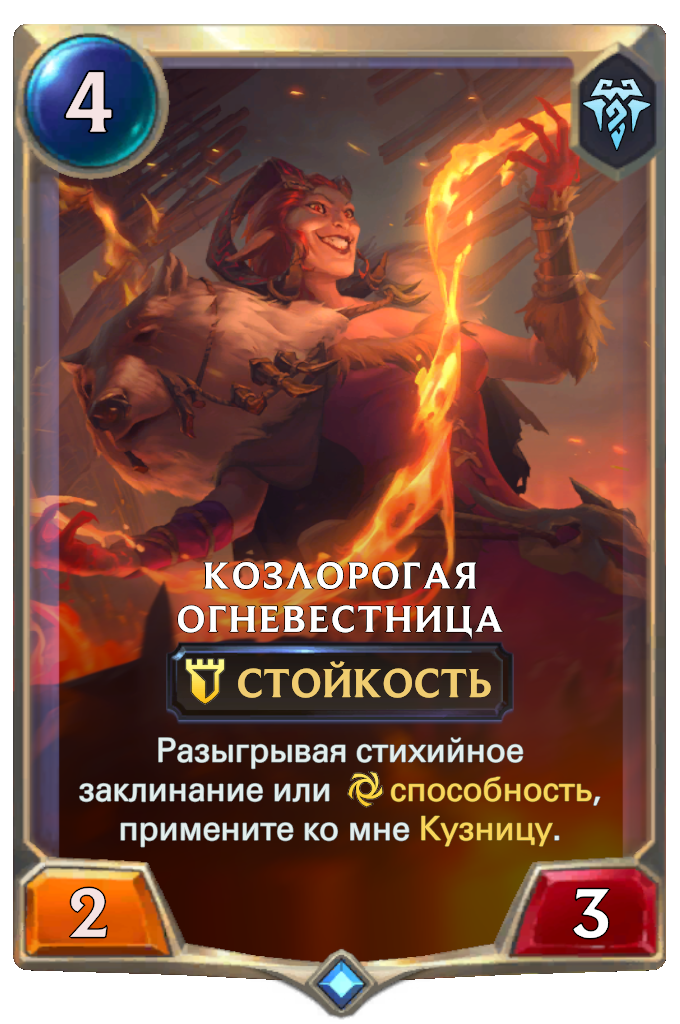 4
КОЗЛОРОГАЯ
ОГНЕВЕСТНИЦА
СТОЙКОСТЬ
Разыгрывая стихийное
заклинание или способность,
примените ко мне Кузницу.
2
3